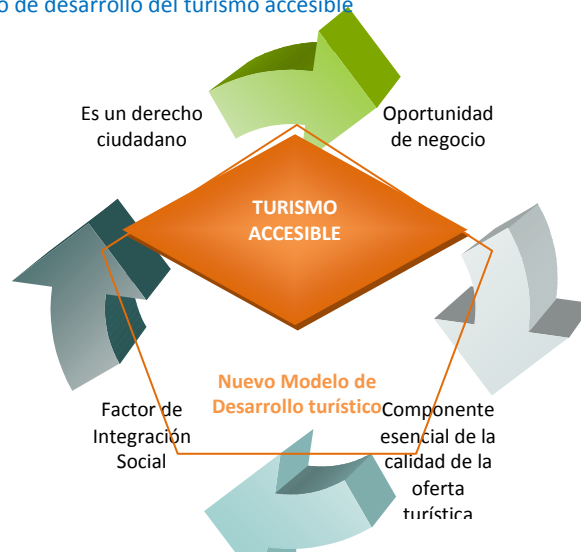 o de desarrollo del turismo accesible
Es un derecho
ciudadano
Oportunidad
de negocio
TURISMO
ACCESIBLE
Nuevo Modelo de
Desarrollo turístico
Factor de
Integración
Social
Componente
esencial de la
calidad de la
oferta
turística